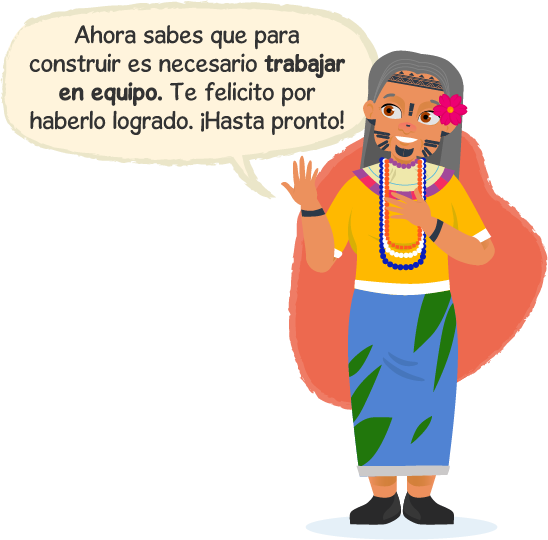 Ahora sabes que para
construir es necesario trabajar
en equipo. Te felicito por
haberlo logrado. ¡Hasta pronto!